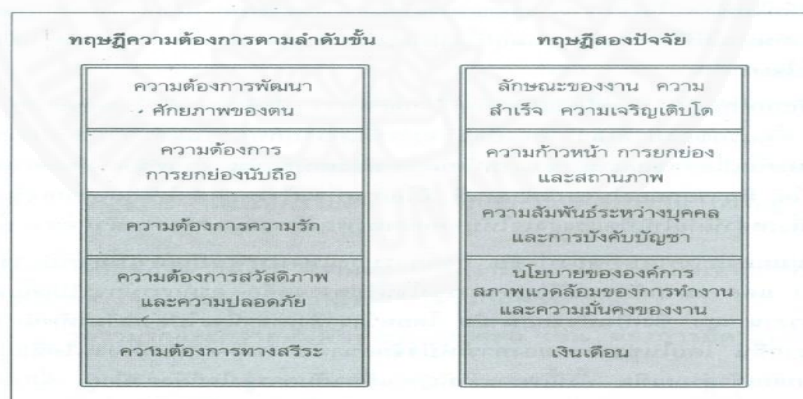 ทฤษฎีความต้องการตามลำดับขั้น
ความต้องการพัฒนา
ศักยภาพของตน
ความต้องการ
การยกย่องนับถือ
ความต้องการความรัก
ความต้องการสวัสดิภาพ
และความปลอดภัย
ความต้องการทางสรีระ
ทฤษฎีสองปัจจัย
ลักษณะของงาน ความ
สำเร็จ ความเจริญเติบโต
ความก้าวหน้า การยกย่อง
และสถานภาพ
ความสัมพันธ์ระหว่างบุคคล
และการบังคับบัญชา
นโยบายขององค์การ
สภาพแวดล้อมของการทำงาน
และความมั่นคงของงาน
เงินเดือน